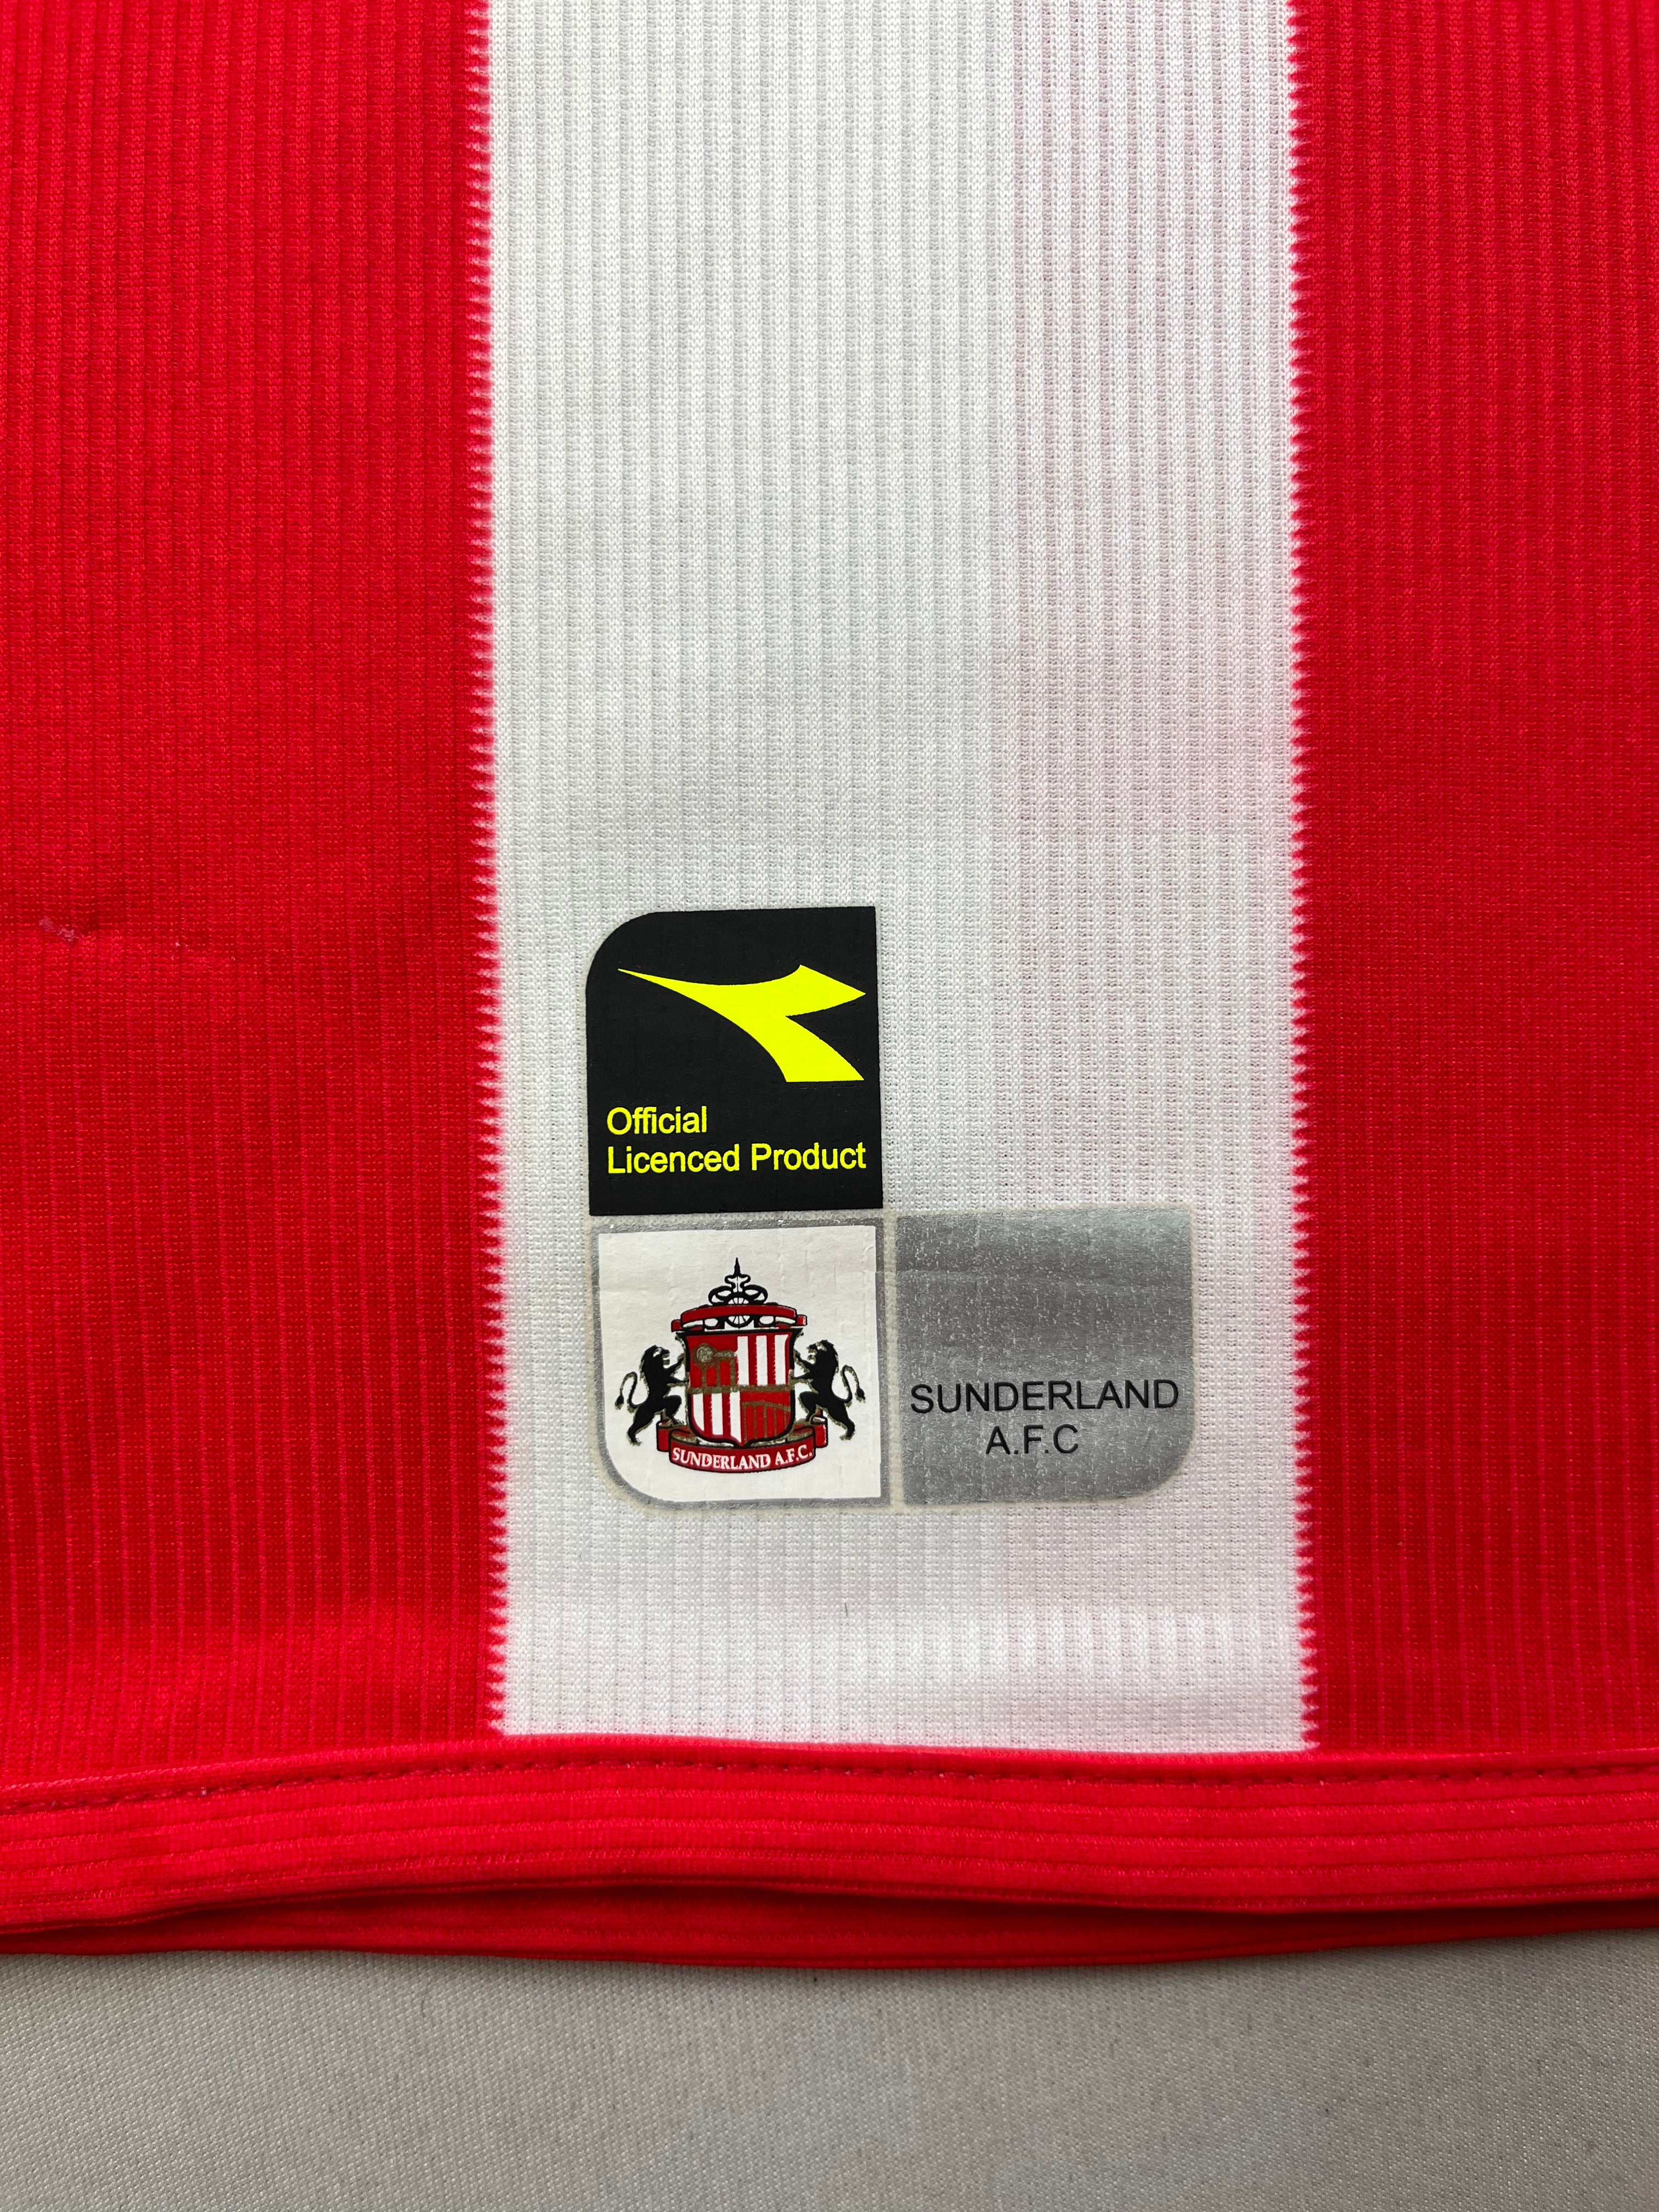 Official
Licenced Product
SUNDERLAND A.F.C.
SUNDERLAND
A.F.C